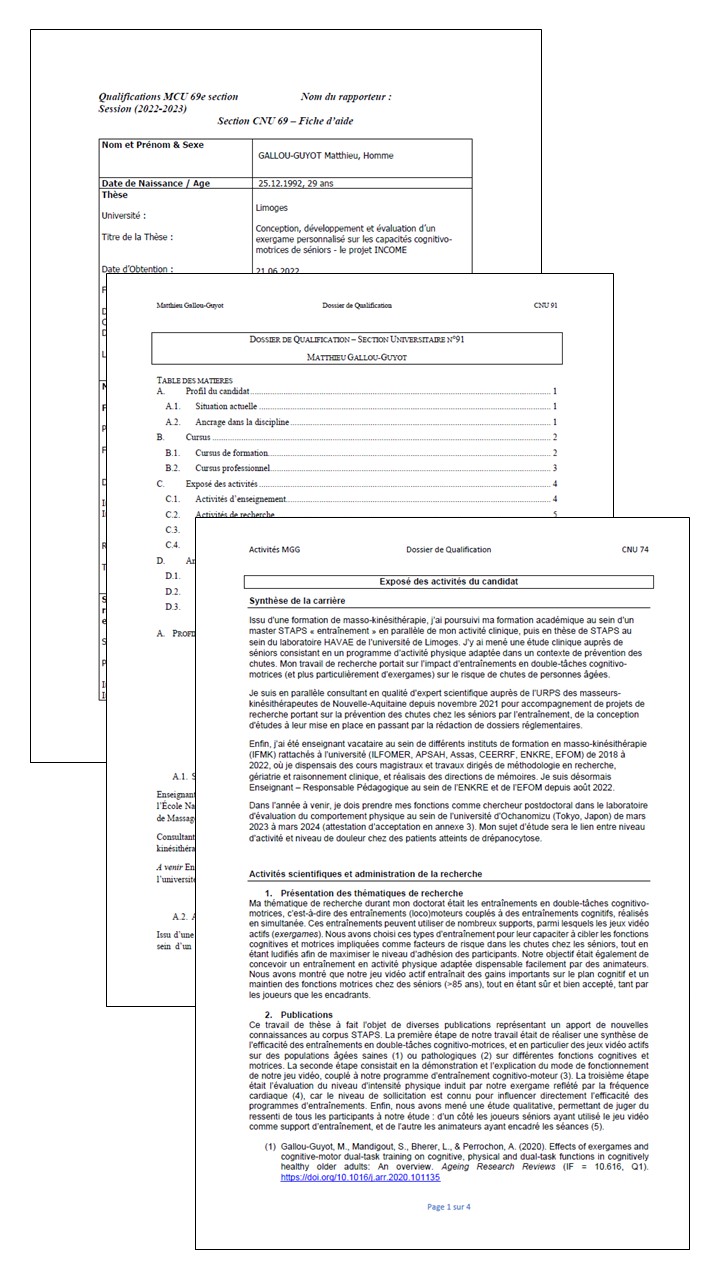 Qualifications MCU 69e section Nom du rapporteur :
Session (2022-2023)
Section CNU 69 – Fiche d'aide
Nom et Prénom & Sexe
GALLOU-GUYOT Matthieu, Homme
Date de Naissance / Age 25.12.1992, 29 ans
Thèse
Université :
Limoges
Titre de la Thèse :
Conception, développement et évaluation d'un
exergame personnalisé sur les capacités cognitivo-
motrices de séniors - le projet INCOME
Date d'Obtention : 21.06.2022
Matthieu Gallou-Guyot Dossier de Qualification CNU 91
DOSSIER DE QUALIFICATION – SECTION UNIVERSITAIRE N°91
MATTHIEU GALLOU-GUYOT
TABLE DES MATIERES
A. Profil du candidat 1
A.1. Situation actuelle 1
A.2. Ancrage dans la discipline 1
B. Cursus 2
B.1. Cursus de formation 2
B.2. Cursus professionnel 3
C. Exposé des activités 4
C.1. Activités d'enseignement 4
C.2. Activités de recherche 5
C.3.
C.4.
D.
D.1.
D.2.
D.3.
A.
A.1.
Enseignant
l'École Na
de Massag
Consultant
kinésithéra
A venir En
l'université
A.2.
Issu d'une
sein d'un
Activités MGG Dossier de Qualification CNU 74
Exposé des activités du candidat
Synthèse de la carrière
Issu d'une formation de masso-kinésithérapie, j'ai poursuivi ma formation académique au sein d'un
master STAPS « entraînement » en parallèle de mon activité clinique, puis en thèse de STAPS au
sein du laboratoire HAVAE de l'université de Limoges. J'y ai mené une étude clinique auprès de
séniors consistant en un programme d'activité physique adaptée dans un contexte de prévention des
chutes. Mon travail de recherche portait sur l'impact d'entraînements en double-tâches cognitivo-
motrices (et plus particulièrement d'exergames) sur le risque de chutes de personnes âgées.
Je suis en parallèle consultant en qualité d'expert scientifique auprès de l'URPS des masseurs-
kinésithérapeutes de Nouvelle-Aquitaine depuis novembre 2021 pour accompagnement de projets de
recherche portant sur la prévention des chutes chez les séniors par l'entraînement, de la conception
d'études à leur mise en place en passant par la rédaction de dossiers réglementaires.
Enfin, j'ai été enseignant vacataire au sein de différents instituts de formation en masso-kinésithérapie
(IFMK) rattachés à l'université (ILFOMER, APSAH, Assas, CEERRF, ENKRE, EFOM) de 2018 à
2022, où je dispensais des cours magistraux et travaux dirigés de méthodologie en recherche,
gériatrie et raisonnement clinique, et réalisais des directions de mémoires. Je suis désormais
Enseignant – Responsable Pédagogique au sein de l'ENKRE et de l'EFOM depuis août 2022.
Dans l'année à venir, je dois prendre mes fonctions comme chercheur postdoctoral dans le laboratoire
d'évaluation du comportement physique au sein de l'université d'Ochanomizu (Tokyo, Japon) de mars
2023 à mars 2024 (attestation d'acceptation en annexe 3). Mon sujet d'étude sera le lien entre niveau
d'activité et niveau de douleur chez des patients atteints de drépanocytose.
Activités scientifiques et administration de la recherche
1. Présentation des thématiques de recherche
Ma thématique de recherche durant mon doctorat était les entraînements en double-tâches cognitivo-
motrices, c'est-à-dire des entraînements (loco)moteurs couplés à des entraînements cognitifs, réalisés
en simultanée. Ces entraînements peuvent utiliser de nombreux supports, parmi lesquels les jeux vidéo
actifs (exergames). Nous avons choisi ces types d'entraînement pour leur capaciter à cibler les fonctions
cognitives et motrices impliquées comme facteurs de risque dans les chutes chez les séniors, tout en
étant ludifiés afin de maximiser le niveau d'adhésion des participants. Notre objectif était également de
concevoir un entraînement en activité physique adaptée dispensable facilement par des animateurs.
Nous avons montré que notre jeu vidéo actif entraînait des gains importants sur le plan cognitif et un
maintien des fonctions motrices chez des séniors (>85 ans), tout en étant sûr et bien accepté, tant par
les joueurs que les encadrants.
2. Publications
Ce travail de thèse à fait l'objet de diverses publications représentant un apport de nouvelles
connaissances au corpus STAPS. La première étape de notre travail était de réaliser une synthèse de
l'efficacité des entraînements en double-tâches cognitivo-motrices, et en particulier des jeux vidéo actifs
sur des populations âgées saines (1) ou pathologiques (2) sur différentes fonctions cognitives et
motrices. La seconde étape consistait en la démonstration et l'explication du mode de fonctionnement
de notre jeu vidéo, couplé à notre programme d'entraînement cognitivo-moteur (3). La troisième étape
était l'évaluation du niveau d'intensité physique induit par notre exergame reflété par la fréquence
cardiaque (4), car le niveau de sollicitation est connu pour influencer directement l'efficacité des
programmes d'entraînements. Enfin, nous avons mené une étude qualitative, permettant de juger du
ressenti de tous les participants à notre étude : d'un côté les joueurs séniors ayant utilisé le jeu vidéo
comme support d'entraînement, et de l'autre les animateurs ayant encadré les séances (5).
(1) Gallou-Guyot, M., Mandigout, S., Bherer, L., & Perrochon, A. (2020). Effects of exergames and
cognitive-motor dual-task training on cognitive, physical and dual-task functions in cognitively
healthy older adults: An overview. Ageing Research Reviews (IF = 10.616, Q1).
https://doi.org/10.1016/j.arr.2020.101135
Page 1 sur 4